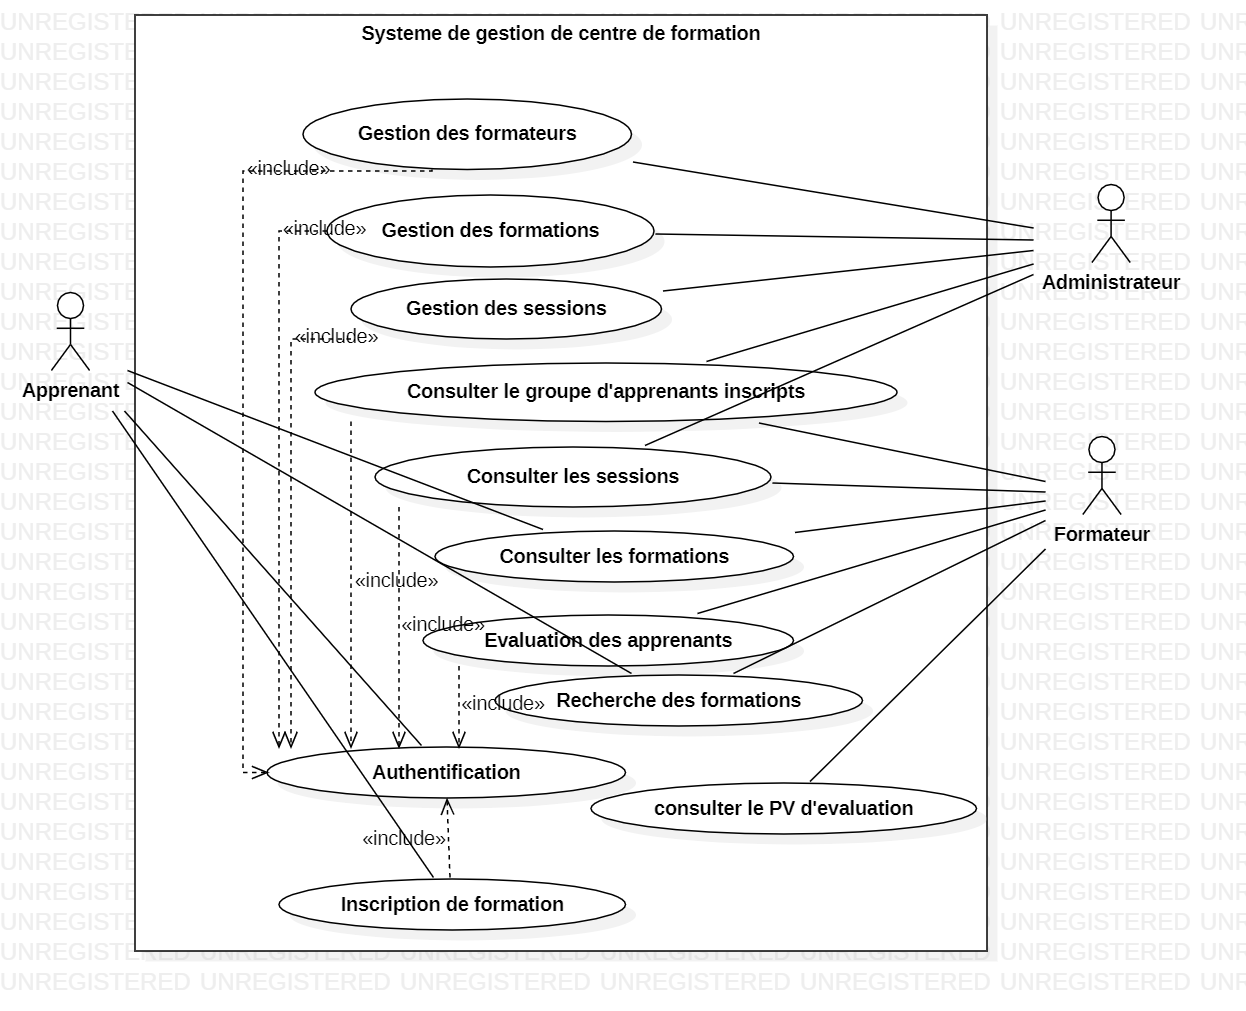 Systeme de gestion de centre de formation
Gestion des formateurs
«include»
Gestion des formations
«include»
Administrateur
Gestion des sessions
«include»
Apprenant
Consulter le groupe d'apprenants inscripts
Consulter les sessions
Formateur
Consulter les formations
«include»
«include»
Evaluation des apprenants
Recherche des formations
«include»
Authentification
consulter le PV d'evaluation
«include»
Inscription de formation
UNREGISTERED UNREGISTERED UNREGISTERED UNREGISTERED UNREGISTERED UNREGISTERED